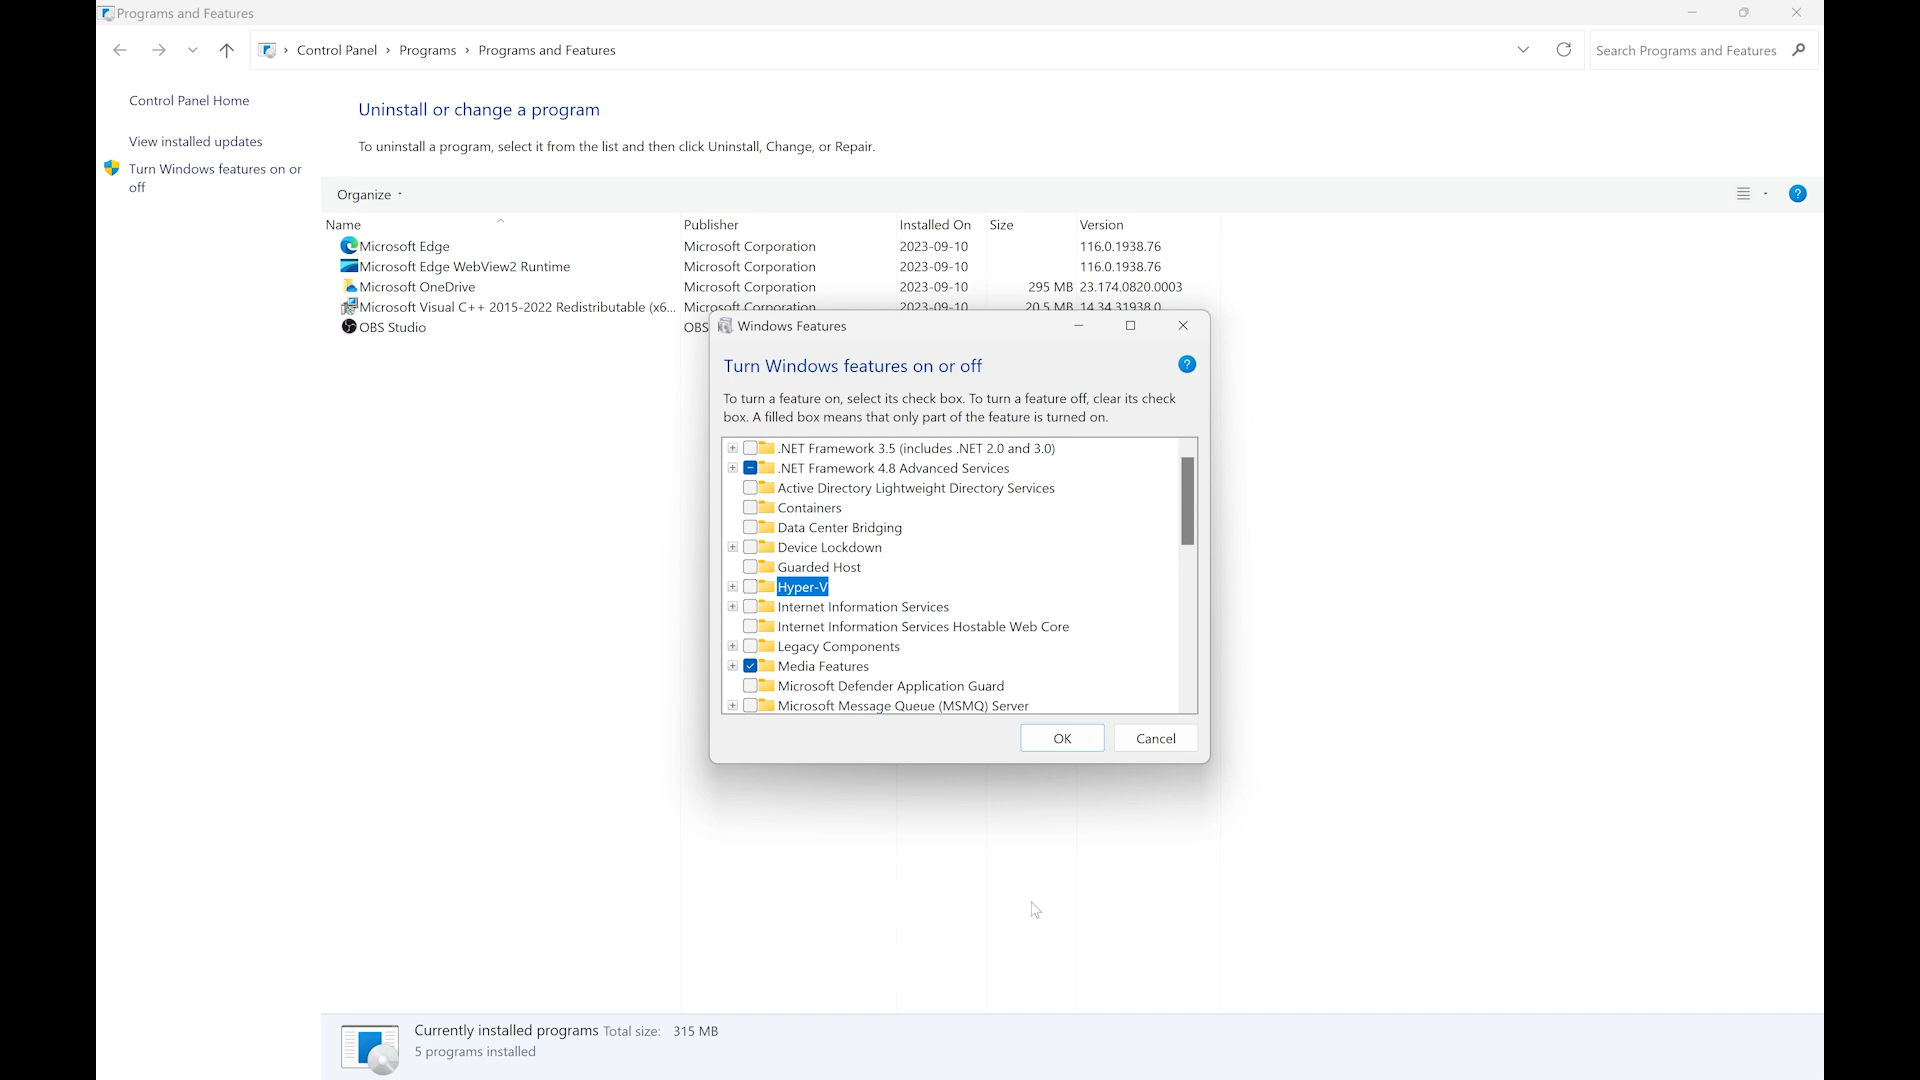 Programs and Features
Control Panel › Programs › Programs and Features
Search Programs and Features
Control Panel Home
View installed updates
Turn Windows features on or
off
Uninstall or change a program
To uninstall a program, select it from the list and then click Uninstall, Change, or Repair.
Organize
Name Publisher Installed On Size Version
Microsoft Edge Microsoft Corporation 2023-09-10 116.0.1938.76
Microsoft Edge WebView2 Runtime Microsoft Corporation 2023-09-10 116.0.1938.76
Microsoft OneDrive Microsoft Corporation 2023-09-10 295 MB 23.174.0820.0003
Microsoft Visual C++ 2015-2022 Redistributable (x6... Microsoft Corporation 2023-09-10 20.5 MB 14.34.31938.0
OBS Studio OBS
Windows Features
Turn Windows features on or off
To turn a feature on, select its check box. To turn a feature off, clear its check
box. A filled box means that only part of the feature is turned on.
.NET Framework 3.5 (includes .NET 2.0 and 3.0)
.NET Framework 4.8 Advanced Services
Active Directory Lightweight Directory Services
Containers
Data Center Bridging
Device Lockdown
Guarded Host
Hyper-V
Internet Information Services
Internet Information Services Hostable Web Core
Legacy Components
Media Features
Microsoft Defender Application Guard
Microsoft Message Queue (MSMQ) Server
OK Cancel
Currently installed programs Total size: 315 MB
5 programs installed